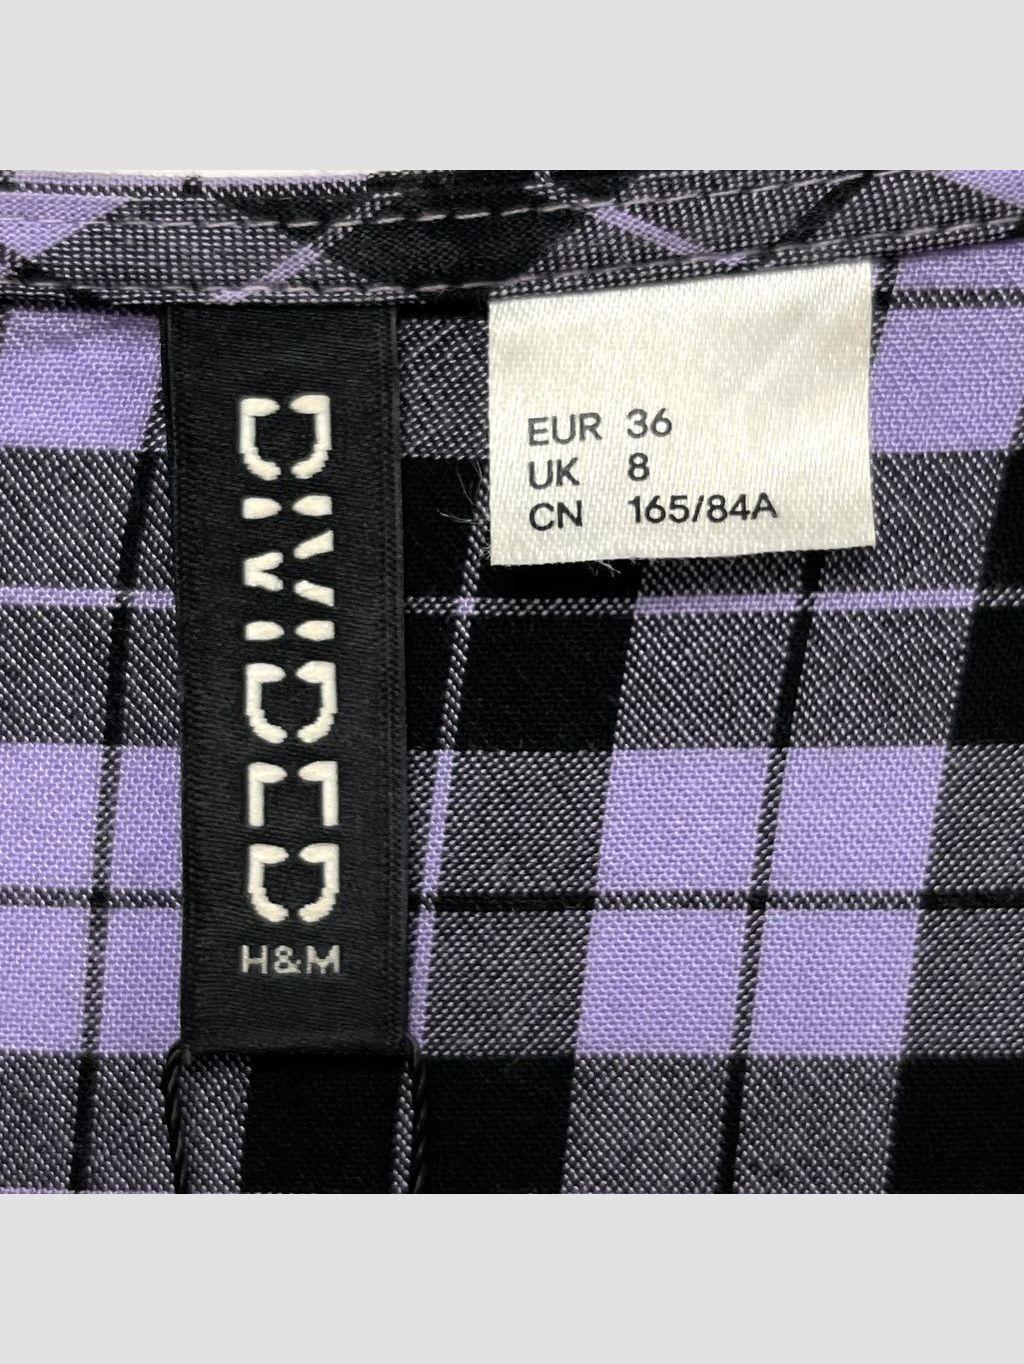 DIVIDED
H&M
EUR 36
UK 8
CN 165/84A